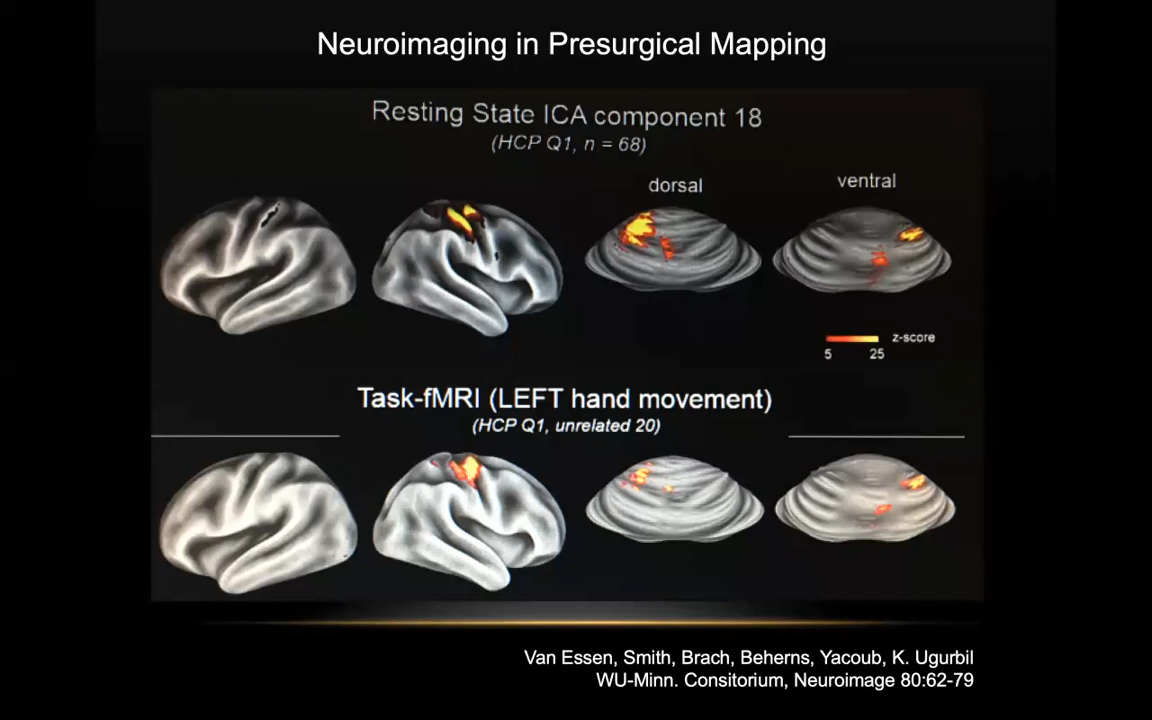 Neuroimaging in Presurgical Mapping
Resting State ICA component 18
(HCP Q1, n = 68)
dorsal
ventral
z-score
5 25
Task-fMRI (LEFT hand movement)
(HCP Q1, unrelated 20)
Van Essen, Smith, Brach, Beherns, Yacoub, K. Ugurbil
WU-Minn. Consitorium, Neuroimage 80:62-79